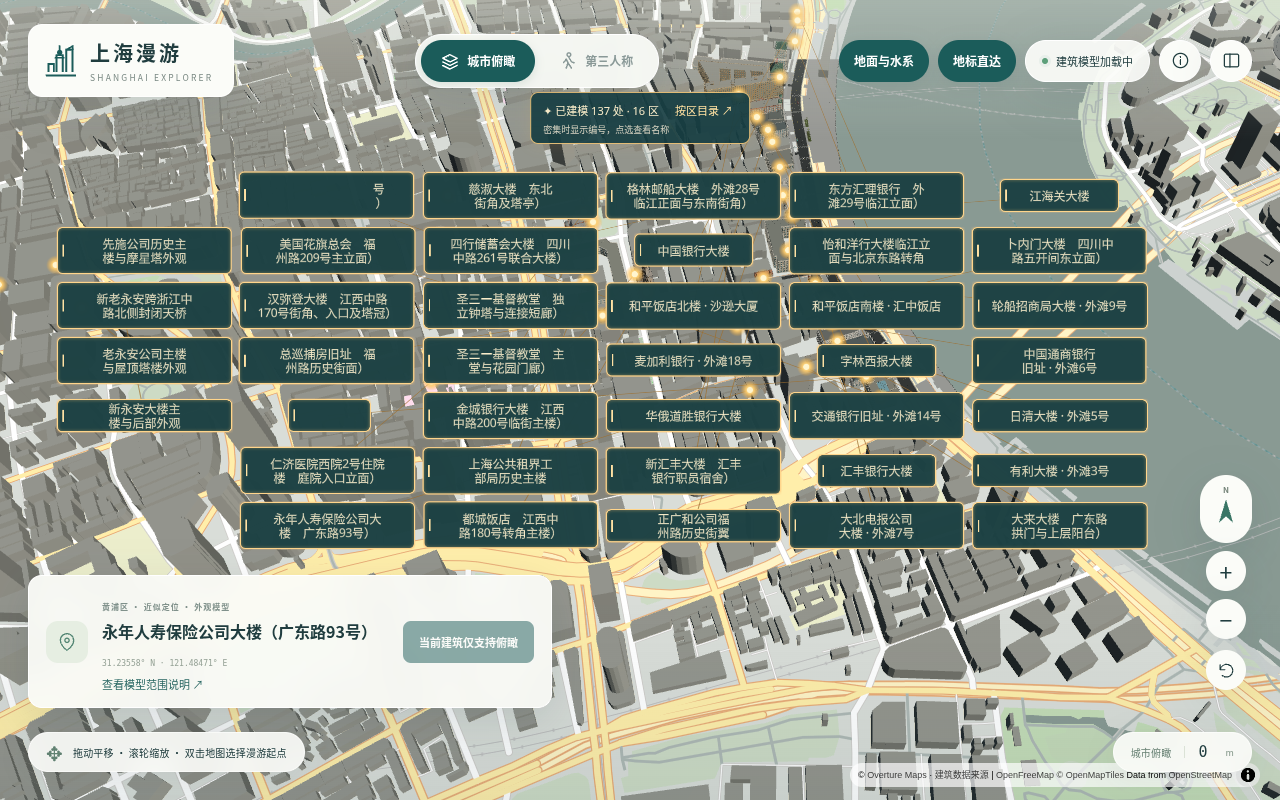 上海漫游
SHANGHAI EXPLORER
城市俯瞰
第三人称
地面与水系
地标直达
建筑模型加载中
✦ 已建模 137 处 · 16 区 按区目录 ↗
密集时显示编号，点选查看名称
号
）
慈淑大楼 东北
街角及塔亭）
格林邮船大楼 外滩28号
临江正面与东南街角）
东方汇理银行 外
滩29号临江立面）
江海关大楼
先施公司历史主
楼与摩星塔外观
美国花旗总会 福
州路209号主立面）
四行储蓄会大楼 四川
中路261号联合大楼）
中国银行大楼
怡和洋行大楼临江立
面与北京东路转角
卜内门大楼 四川中
路五开间东立面）
新老永安跨浙江中
路北侧封闭天桥
汉弥登大楼 江西中路
170号街角、入口及塔冠）
圣三一基督教堂 独
立钟塔与连接短廊）
和平饭店北楼 · 沙逊大厦
和平饭店南楼 · 汇中饭店
轮船招商局大楼 · 外滩9号
老永安公司主楼
与屋顶塔楼外观
总巡捕房旧址 福
州路历史街面）
圣三一基督教堂 主
堂与花园门廊）
麦加利银行 · 外滩18号
字林西报大楼
中国通商银行
旧址 · 外滩6号
新永安大楼主
楼与后部外观
金城银行大楼 江西
中路200号临街主楼）
华俄道胜银行大楼
交通银行旧址 · 外滩14号
日清大楼 · 外滩5号
仁济医院西院2号住院
楼 庭院入口立面）
上海公共租界工
部局历史主楼
新汇丰大楼 汇丰
银行职员宿舍）
汇丰银行大楼
有利大楼 · 外滩3号
永年人寿保险公司大
楼 广东路93号）
都城饭店 江西中
路180号转角主楼）
正广和公司福
州路历史街翼
大北电报公司
大楼 · 外滩7号
大来大楼 广东路
拱门与上层阳台）
黄浦区 · 近似定位 · 外观模型
永年人寿保险公司大楼（广东路93号）
当前建筑仅支持俯瞰
31.23558° N · 121.48471° E
查看模型范围说明 ↗
N
拖动平移 · 滚轮缩放 · 双击地图选择漫游起点
城市俯瞰 0 m
© Overture Maps · 建筑数据来源 | OpenFreeMap © OpenMapTiles Data from OpenStreetMap